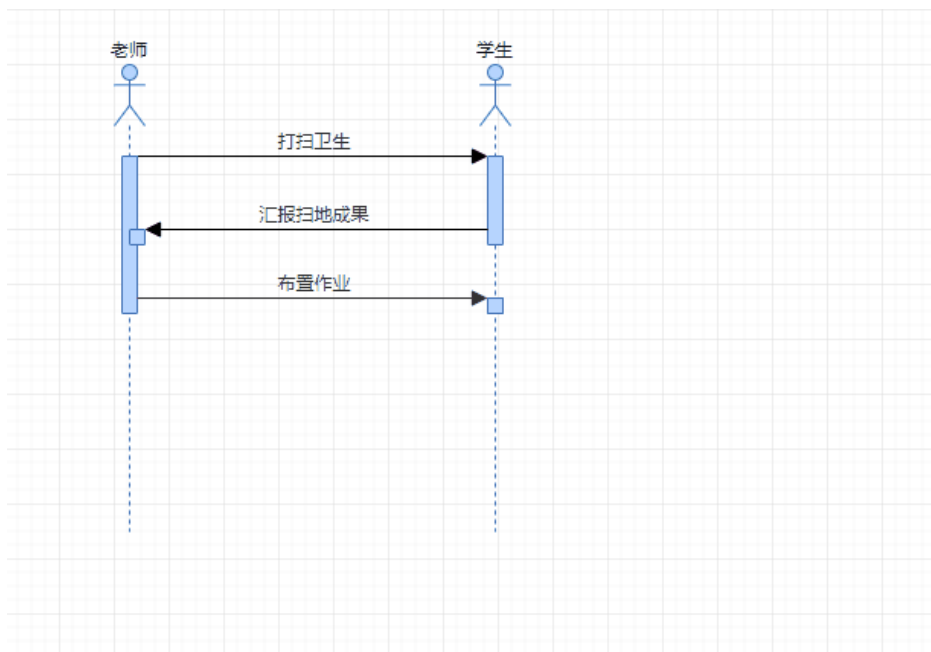 老师
学生
打扫卫生
汇报扫地成果
布置作业